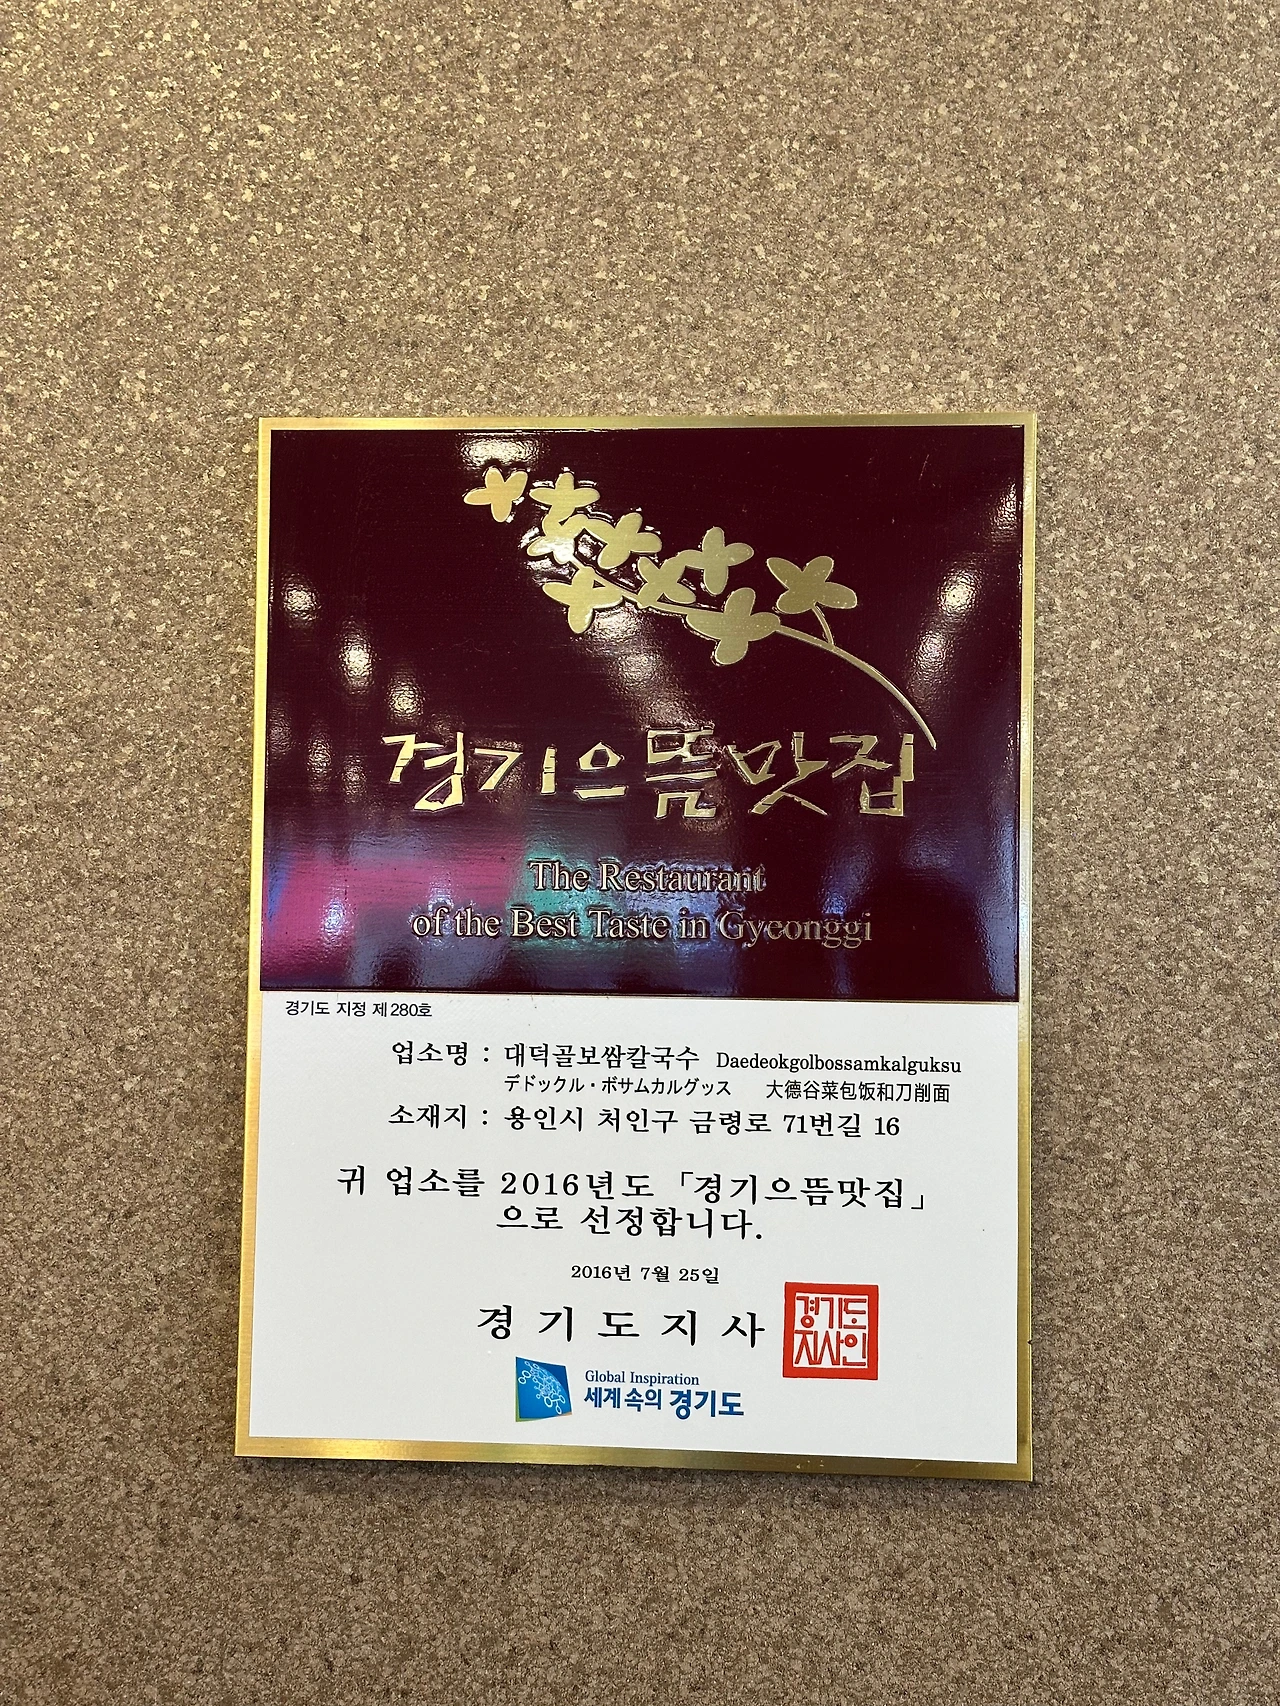 경기으뜸맛집
The Restaurant
of the Best Taste in Gyeonggi
경기도 지정 제280호
업소명 : 대덕골보쌈칼국수 Daedeokgolbossamkalguksu
デドックル・ボサムカルグッス 大德谷菜包饭和刀削面
소재지 : 용인시 처인구 금령로 71번길 16
귀 업소를 2016년도 「경기으뜸맛집」
으로 선정합니다.
2016년 7월 25일
경기도지사
경기도
지사인
Global Inspiration
세계속의 경기도